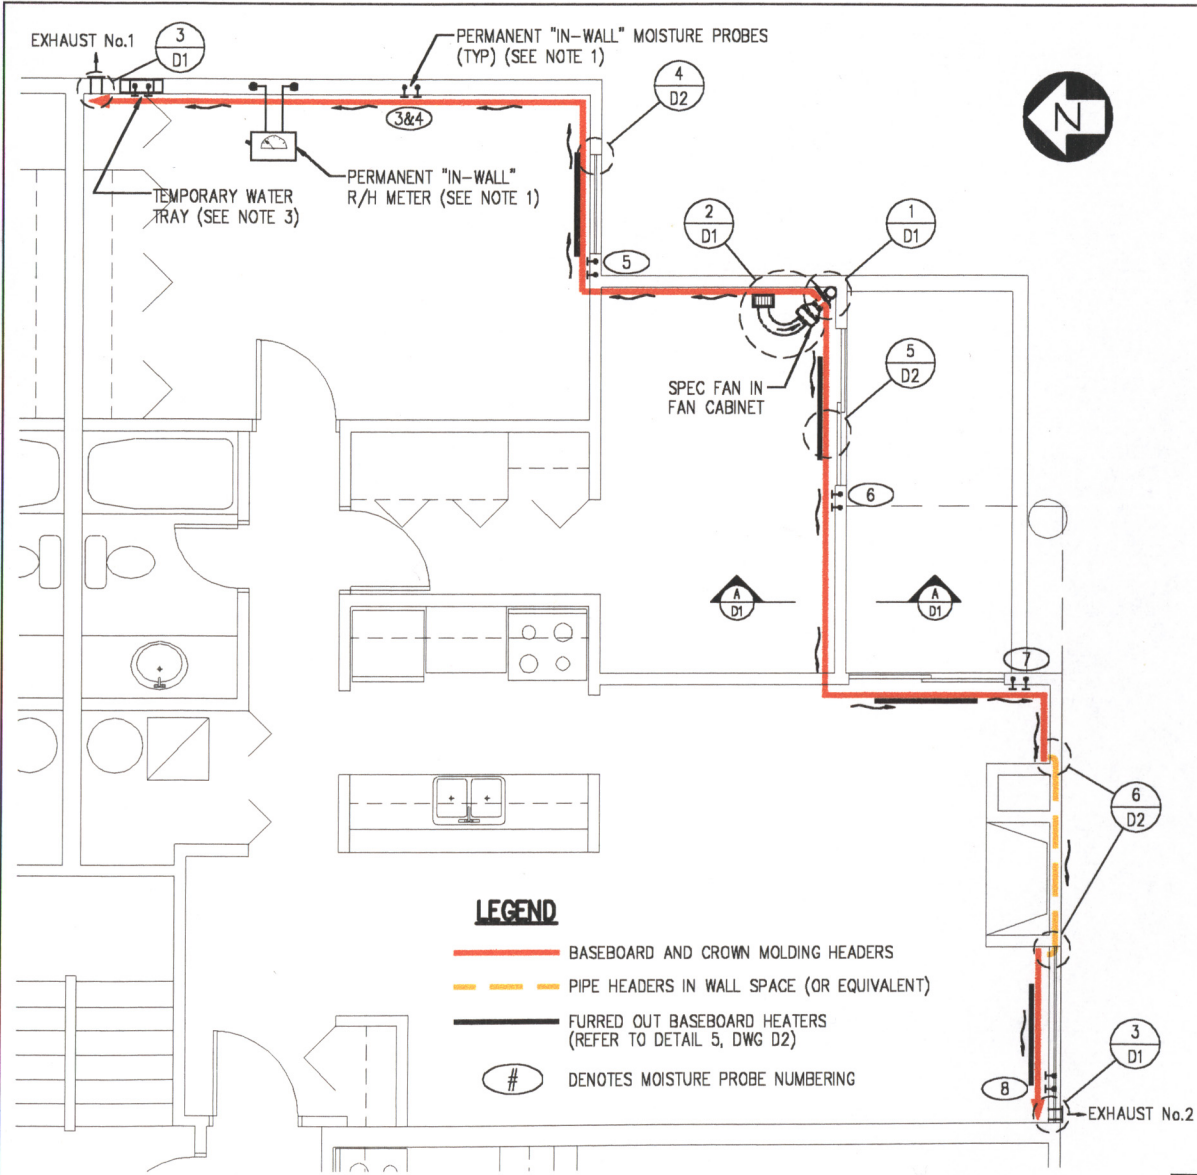 EXHAUST No.1
3
D1
PERMANENT "IN-WALL" MOISTURE PROBES
(TYP) (SEE NOTE 1)
4
D2
N
3&4
TEMPORARY WATER
TRAY (SEE NOTE 3)
PERMANENT "IN-WALL"
R/H METER (SEE NOTE 1)
2
D1
1
D1
5
SPEC FAN IN
FAN CABINET
5
D2
6
A
D1
A
D1
7
6
D2
LEGEND
BASEBOARD AND CROWN MOLDING HEADERS
PIPE HEADERS IN WALL SPACE (OR EQUIVALENT)
FURRED OUT BASEBOARD HEATERS
(REFER TO DETAIL 5, DWG D2)
# DENOTES MOISTURE PROBE NUMBERING
3
D1
8
EXHAUST No.2